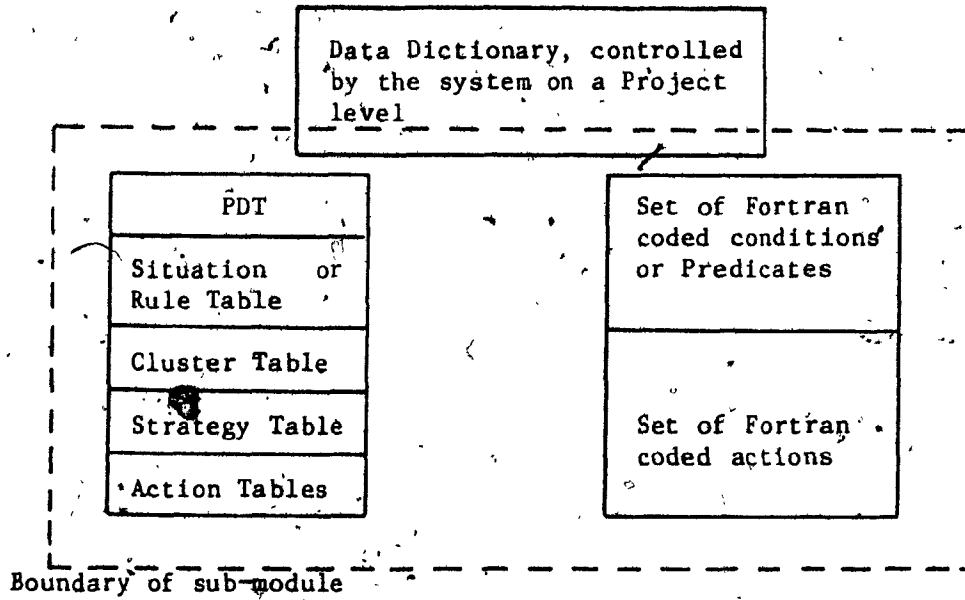 Data Dictionary, controlled
by the system on a Project
level
PDT
Situation or
Rule Table
Cluster Table
Strategy Table
Action Tables
Set of Fortran
coded conditions
or Predicates
Set of Fortran
coded actions
Boundary of sub-module